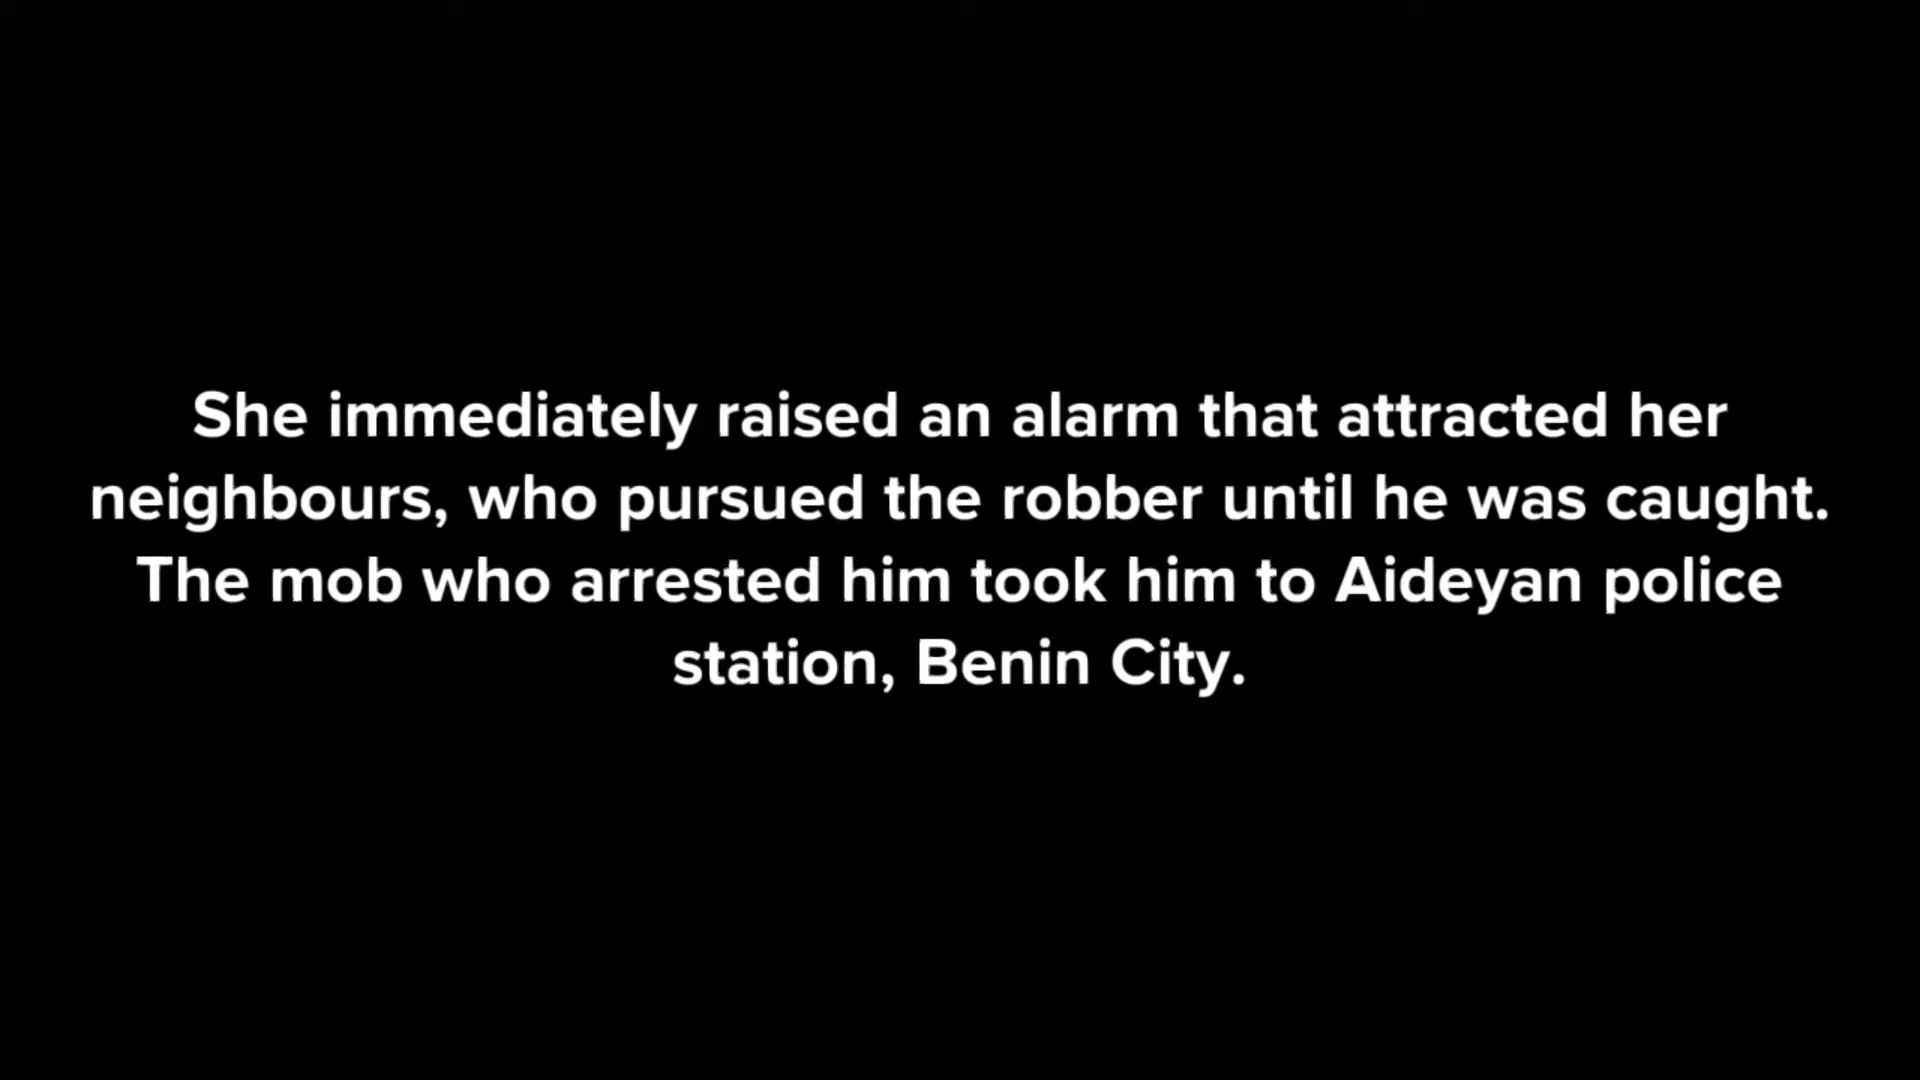 She immediately raised an alarm that attracted her
neighbours, who pursued the robber until he was caught.
The mob who arrested him took him to Aideyan police
station, Benin City.